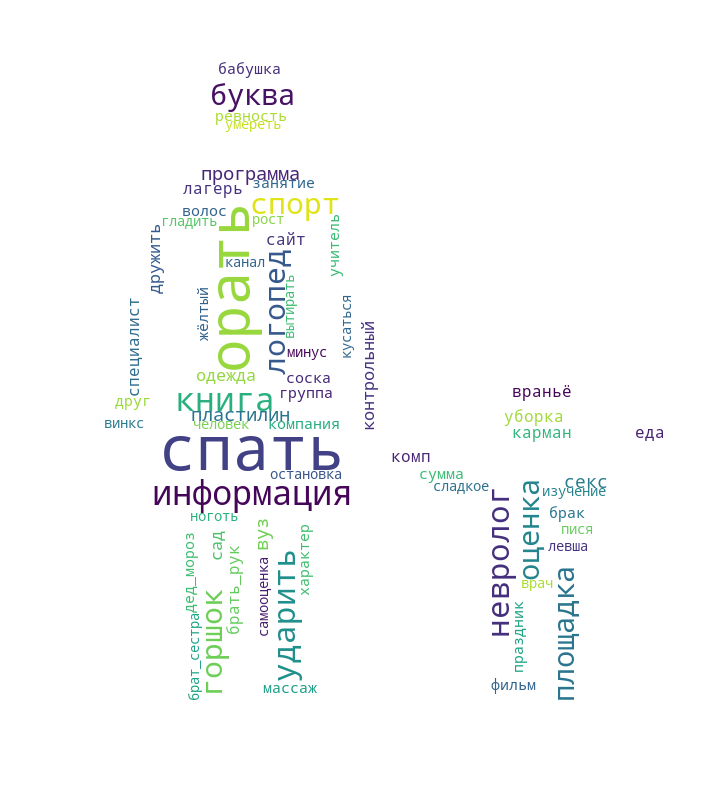 бабушка
буква
ревность
умереть
программа
занятие
лагерь
спорт
волос
гладить
рост
орать
сайт
учитель
дружить
канал
логопед
вытирать
жёлтый
специалист
кусаться
минус
контрольный
одежда
соска
группа
враньё
книга
друг
пластилин
уборка
винкс
человек
компания
карман
еда
спать
комп
остановка
сумма
сладкое
секс
информация
изучение
невролог
оценка
ноготь
брак
пися
левша
сад
вуз
характер
дед_мороз
брать_рук
самооценка
ударить
врач
площадка
горшок
праздник
брат_сестра
массаж
фильм